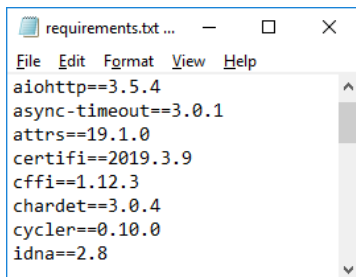 requirements.txt ...
File Edit Format View Help
aiohttp==3.5.4
async-timeout==3.0.1
attrs==19.1.0
certifi==2019.3.9
cffi==1.12.3
chardet==3.0.4
cycler==0.10.0
idna==2.8